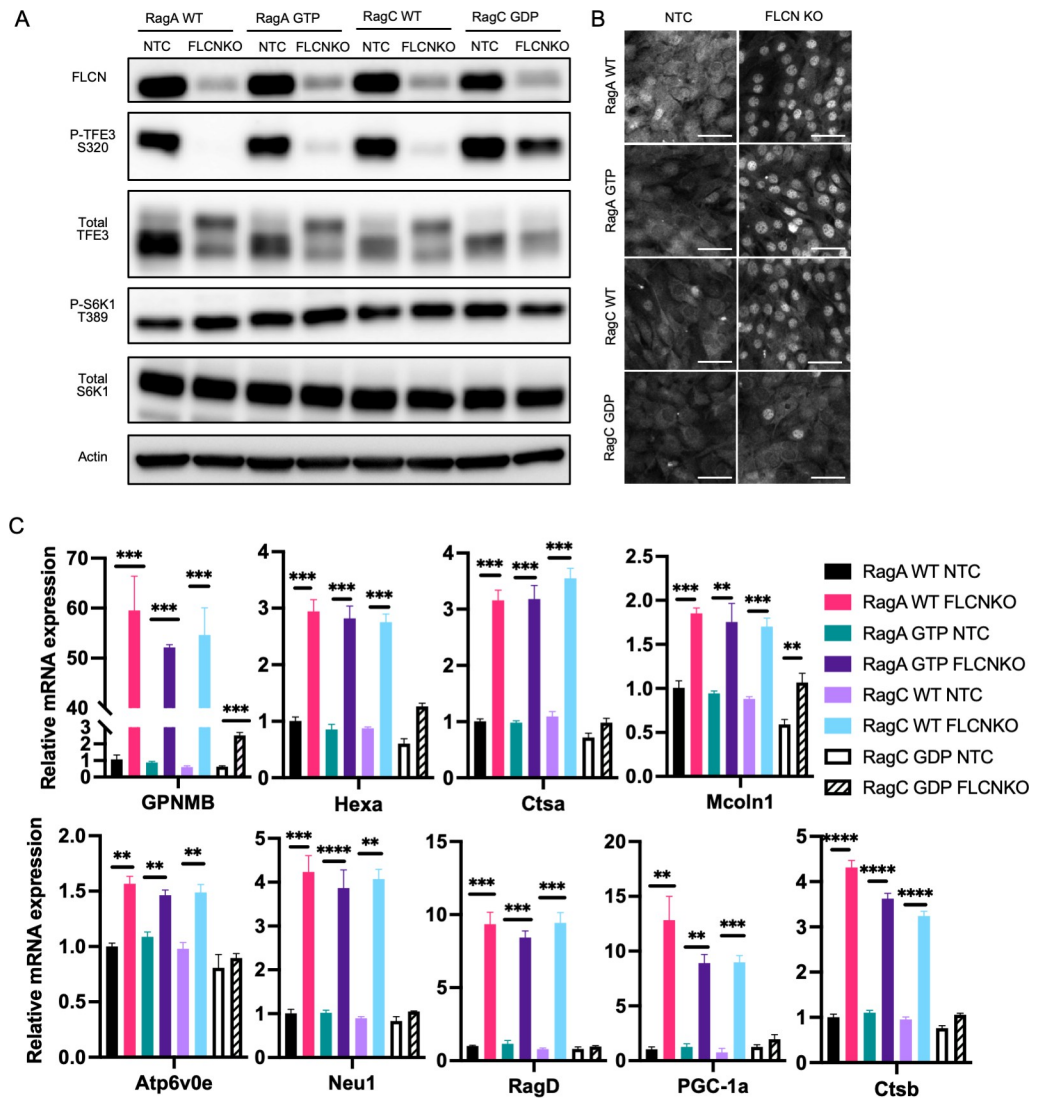 A
RagA WT RagA GTP RagC WT RagC GDP
NTC FLCNKO NTC FLCNKO NTC FLCNKO NTC FLCNKO
FLCN
P-TFE3
S320
Total
TFE3
P-S6K1
T389
Total
S6K1
Actin
B
NTC FLCN KO
RagA WT
RagA GTP
RagC WT
RagC GDP
C
Relative mRNA expression
70
60
50
40
3
2
1
0
*** *** *** ***
GPNMB
4
3
2
1
0
*** *** ***
Hexa
4
3
2
1
0
*** *** ***
Ctsa
2.5
2.0
1.5
1.0
0.5
0.0
*** ** *** **
Mcoln1
RagA WT NTC
RagA WT FLCNKO
RagA GTP NTC
RagA GTP FLCNKO
RagC WT NTC
RagC WT FLCNKO
RagC GDP NTC
RagC GDP FLCNKO
Relative mRNA expression
2.0
1.5
1.0
0.5
0.0
** ** **
Atp6v0e
5
4
3
2
1
0
*** **** **
Neu1
15
10
5
0
*** *** ***
RagD
20
15
10
5
0
** ** ***
PGC-1a
5
4
3
2
1
0
**** **** ****
Ctsb